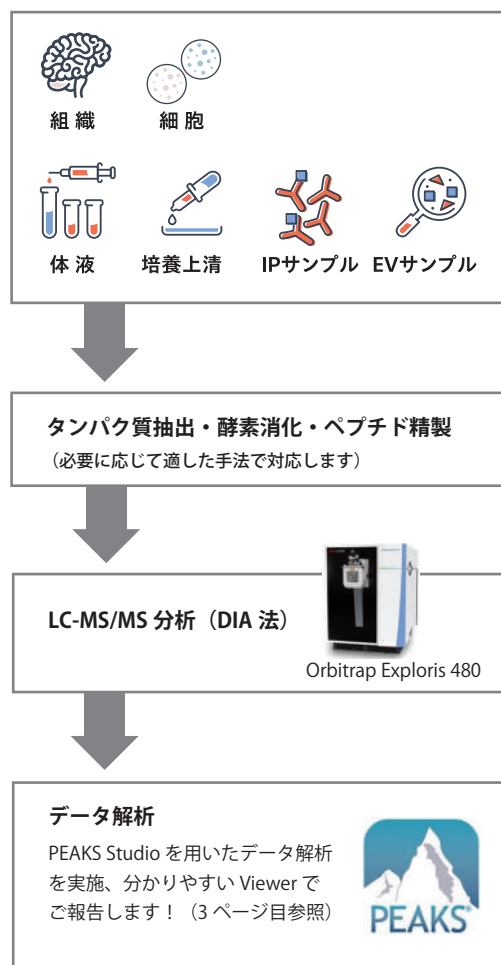 組織 細胞
体液 培養上清 IPサンプル EVサンプル
タンパク質抽出・酵素消化・ペプチド精製
（必要に応じて適した手法で対応します）
LC-MS/MS 分析（DIA 法）
Orbitrap Exploris 480
データ解析
PEAKS Studio を用いたデータ解析
を実施、分かりやすい Viewer で
ご報告します！（3 ページ目参照）
PEAKS®